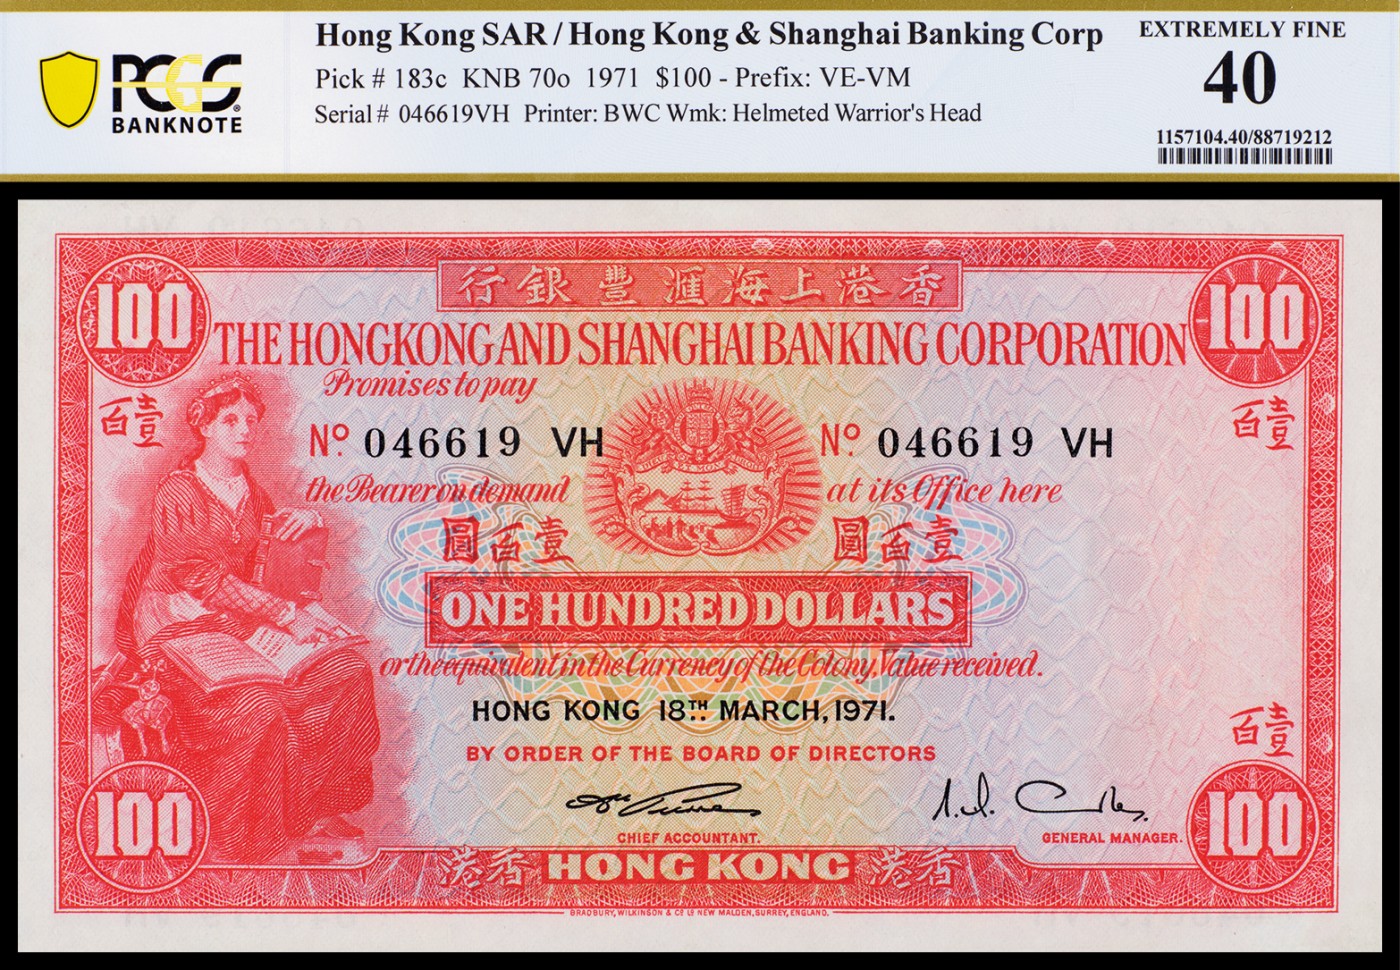 Hong Kong SAR / Hong Kong & Shanghai Banking Corp
EXTREMELY FINE
40
PCGS
BANKNOTE
Pick # 183c KNB 70o 1971 $100 - Prefix: VE-VM
Serial # 046619VH Printer: BWC Wmk: Helmeted Warrior's Head
1157104.40/88719212
行銀豐滙海上港香
100
100
THE HONGKONG AND SHANGHAI BANKING CORPORATION
Promises to pay
百壹
百壹
No. 046619 VH
No. 046619 VH
the Bearer on demand
at its Office here
圓百壹
圓百壹
ONE HUNDRED DOLLARS
or the equivalent in the Currency of the Colony, Value received.
HONG KONG 18TH MARCH, 1971.
百壹
BY ORDER OF THE BOARD OF DIRECTORS
100
100
CHIEF ACCOUNTANT.
GENERAL MANAGER.
港香 HONG KONG 港香
BRADBURY, WILKINSON & Co Ld NEW MALDEN, SURREY, ENGLAND.